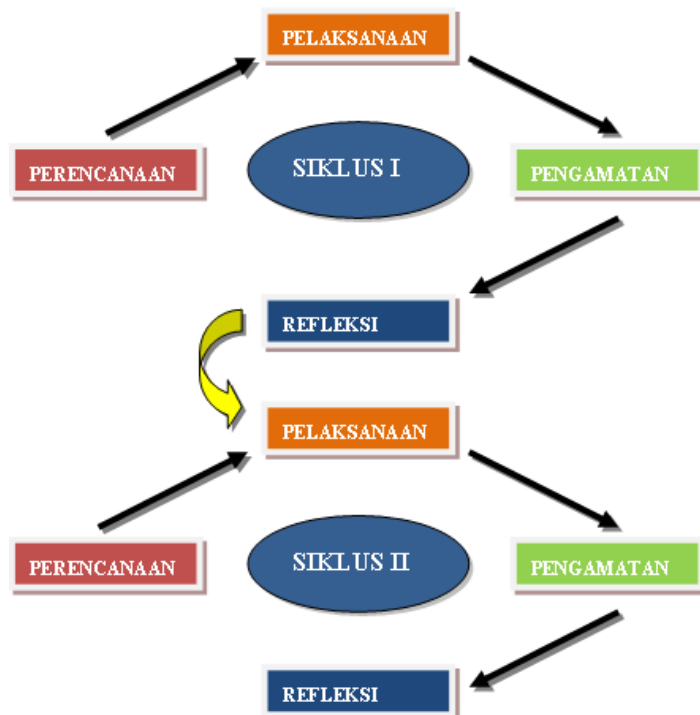 PELAKSANAAN
PERENCANAAN
SIKLUS I
PENGAMATAN
REFLEKSI
PELAKSANAAN
PERENCANAAN
SIKLUS II
PENGAMATAN
REFLEKSI